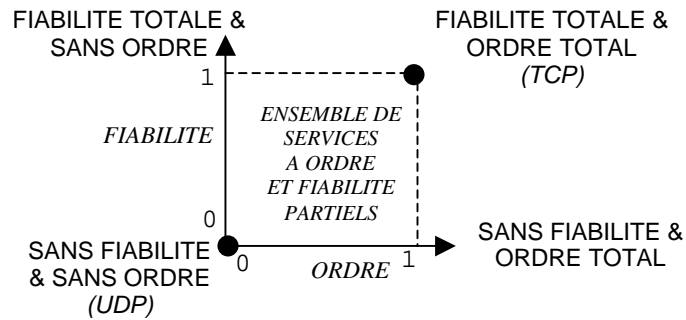 FIABILITE TOTALE &
SANS ORDRE
FIABILITE TOTALE &
ORDRE TOTAL
(TCP)
1
FIABILITE
ENSEMBLE DE
SERVICES
A ORDRE
ET FIABILITE
PARTIELS
0
SANS FIABILITE
& SANS ORDRE
(UDP)
0
ORDRE
1
SANS FIABILITE &
ORDRE TOTAL